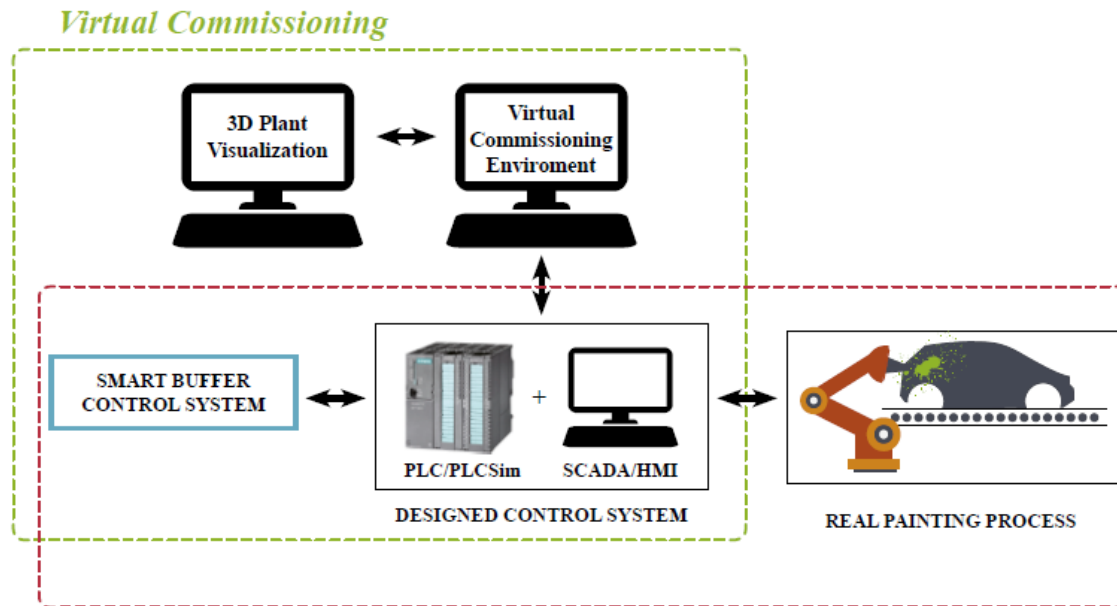 Virtual Commissioning
3D Plant
Visualization
Virtual
Commissioning
Enviroment
SMART BUFFER
CONTROL SYSTEM
+
PLC/PLCSim
SCADA/HMI
DESIGNED CONTROL SYSTEM
REAL PAINTING PROCESS